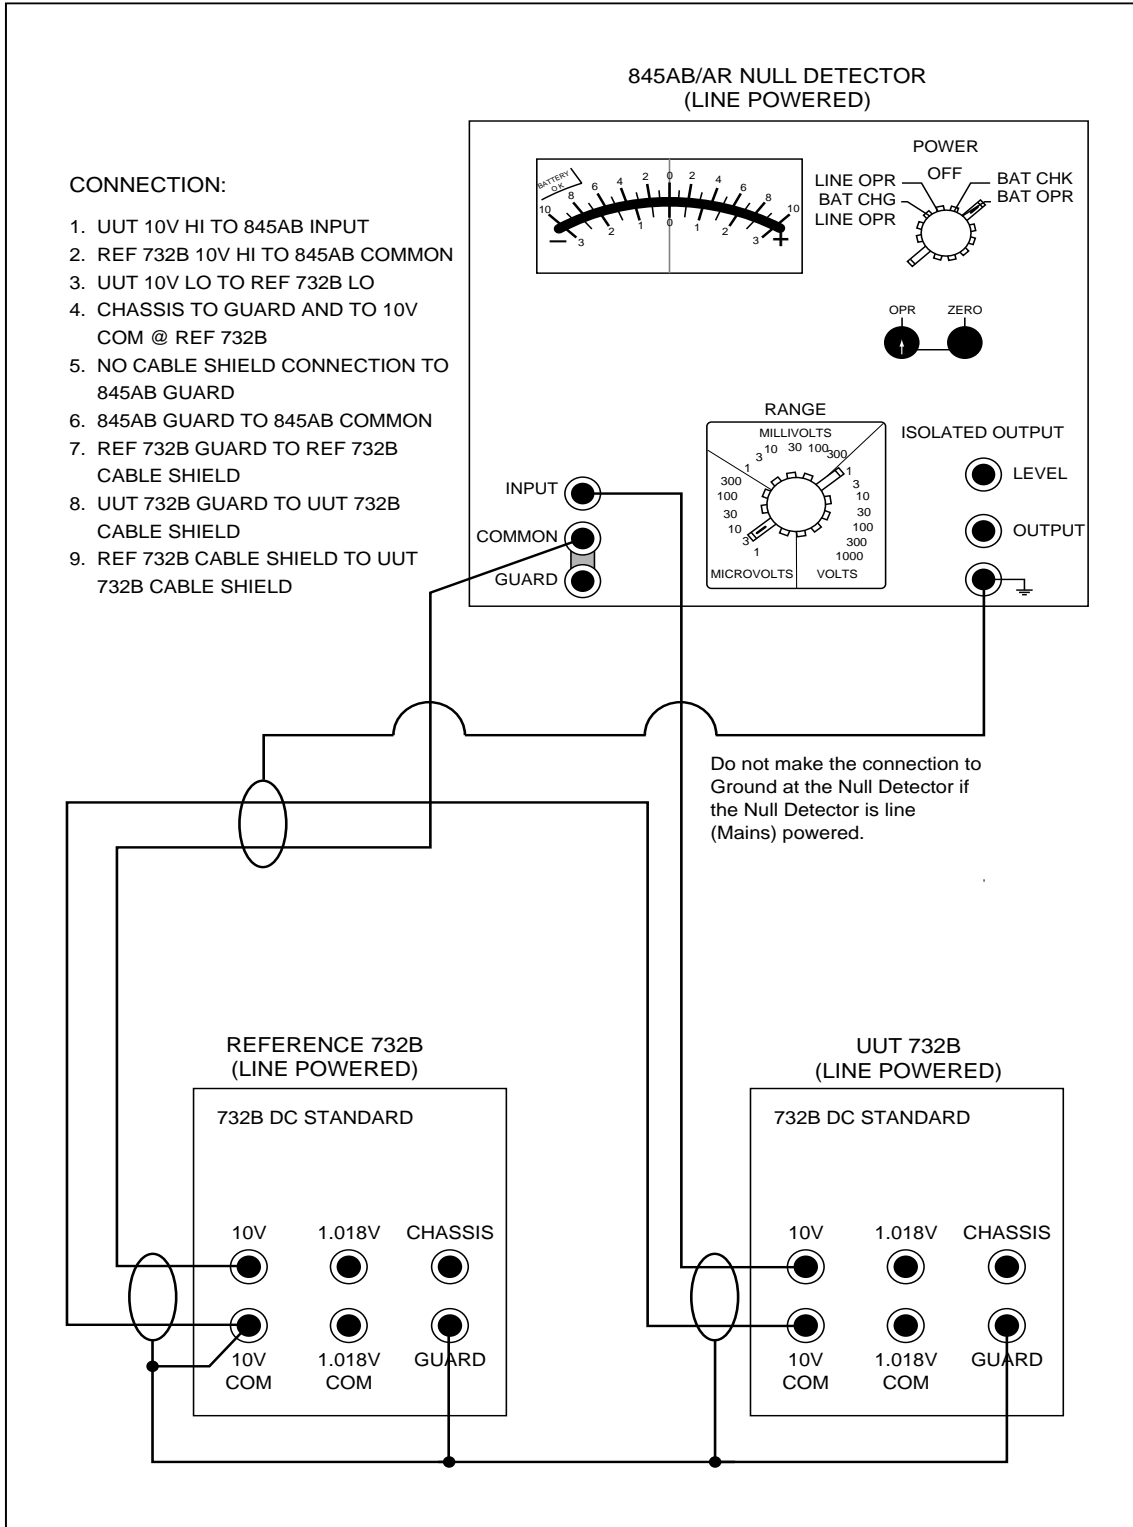 845AB/AR NULL DETECTOR
(LINE POWERED)
CONNECTION:
1. UUT 10V HI TO 845AB INPUT
2. REF 732B 10V HI TO 845AB COMMON
3. UUT 10V LO TO REF 732B LO
4. CHASSIS TO GUARD AND TO 10V
COM @ REF 732B
5. NO CABLE SHIELD CONNECTION TO
845AB GUARD
6. 845AB GUARD TO 845AB COMMON
7. REF 732B GUARD TO REF 732B
CABLE SHIELD
8. UUT 732B GUARD TO UUT 732B
CABLE SHIELD
9. REF 732B CABLE SHIELD TO UUT
732B CABLE SHIELD
BATTERY
O.K.
10 8 6 4 2 0 2 4 6 8 10
3 2 1 0 1 2 3
− +
POWER
OFF
LINE OPR
BAT CHG
LINE OPR
BAT CHK
BAT OPR
OPR ZERO
RANGE
MILLIVOLTS
1 3 10 30 100 300
300
100
30
10
3
1
1
3
10
30
100
300
1000
MICROVOLTS VOLTS
ISOLATED OUTPUT
LEVEL
OUTPUT
INPUT
COMMON
GUARD
Do not make the connection to
Ground at the Null Detector if
the Null Detector is line
(Mains) powered.
REFERENCE 732B
(LINE POWERED)
732B DC STANDARD
10V 1.018V CHASSIS
10V 1.018V GUARD
COM COM
UUT 732B
(LINE POWERED)
732B DC STANDARD
10V 1.018V CHASSIS
10V 1.018V GUARD
COM COM